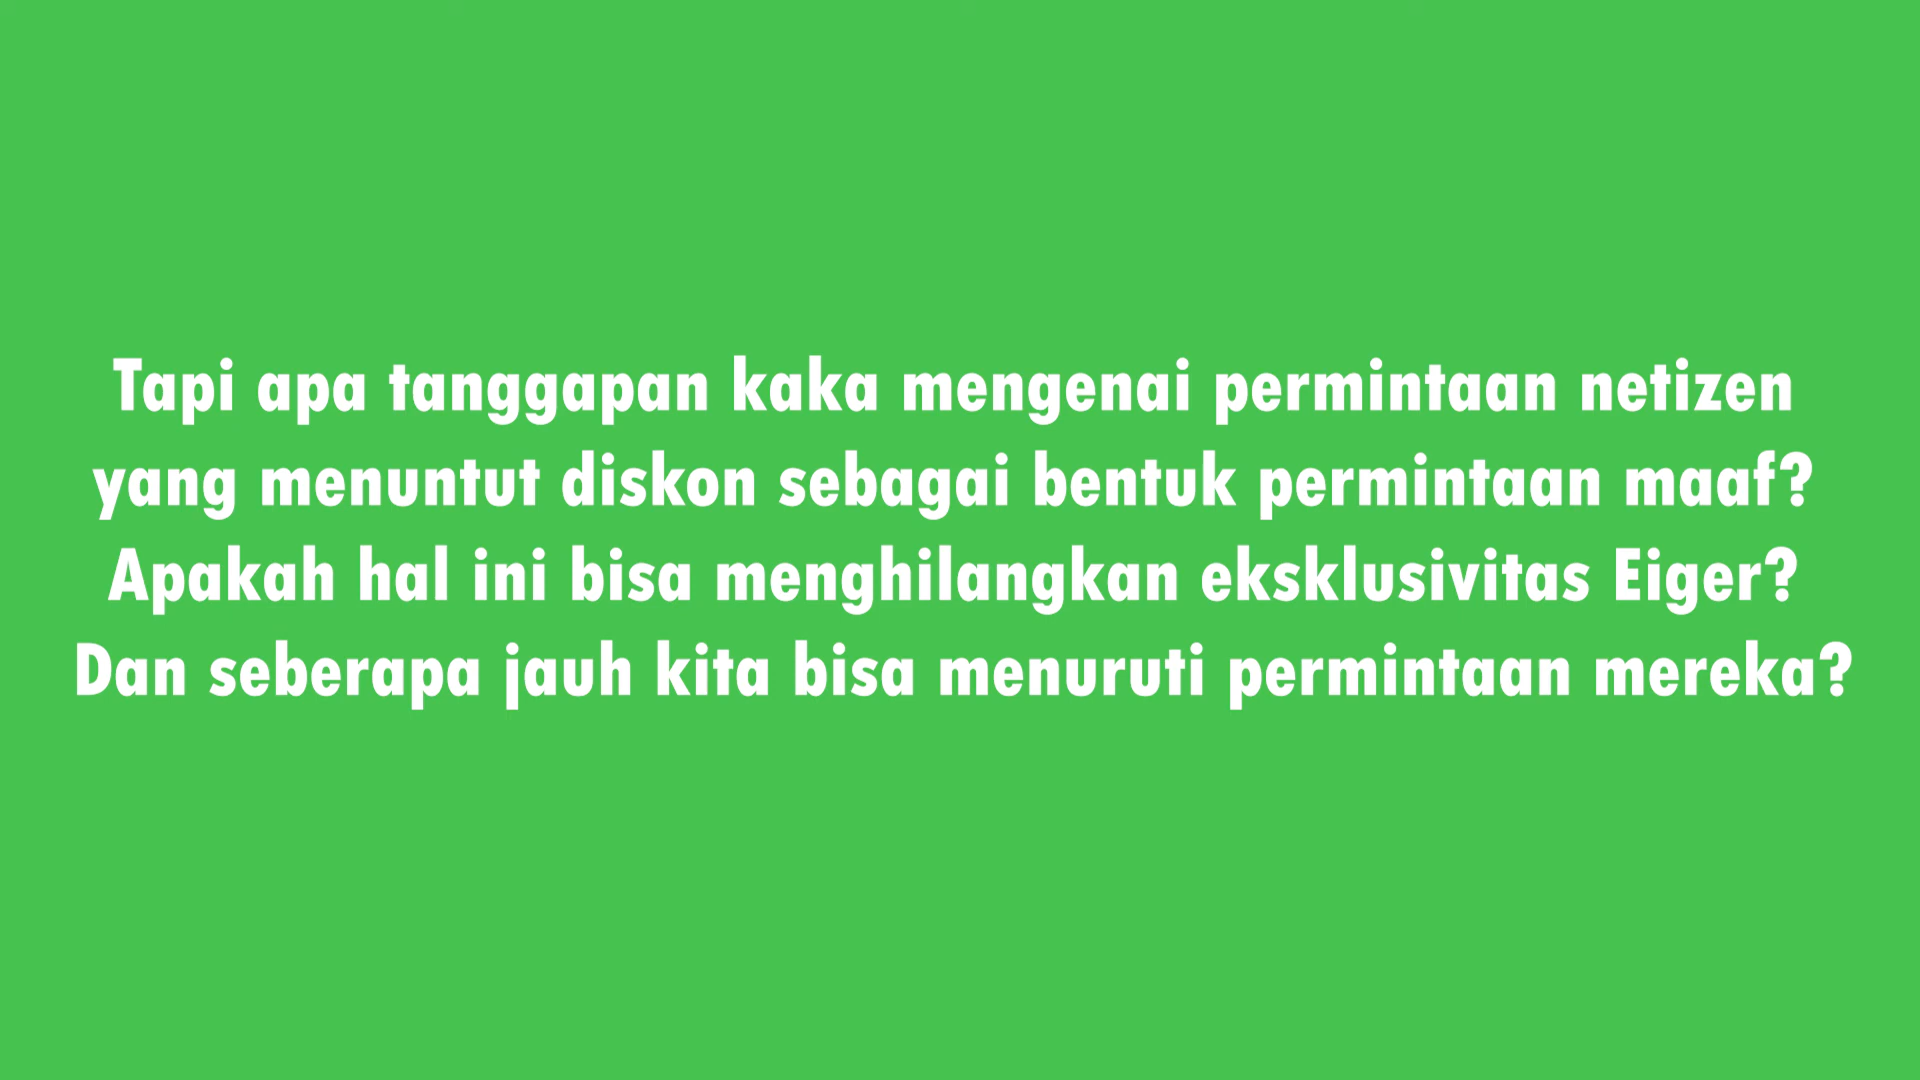 Tapi apa tanggapan kaka mengenai permintaan netizen
yang menuntut diskon sebagai bentuk permintaan maaf?
Apakah hal ini bisa menghilangkan eksklusivitas Eiger?
Dan seberapa jauh kita bisa menuruti permintaan mereka?